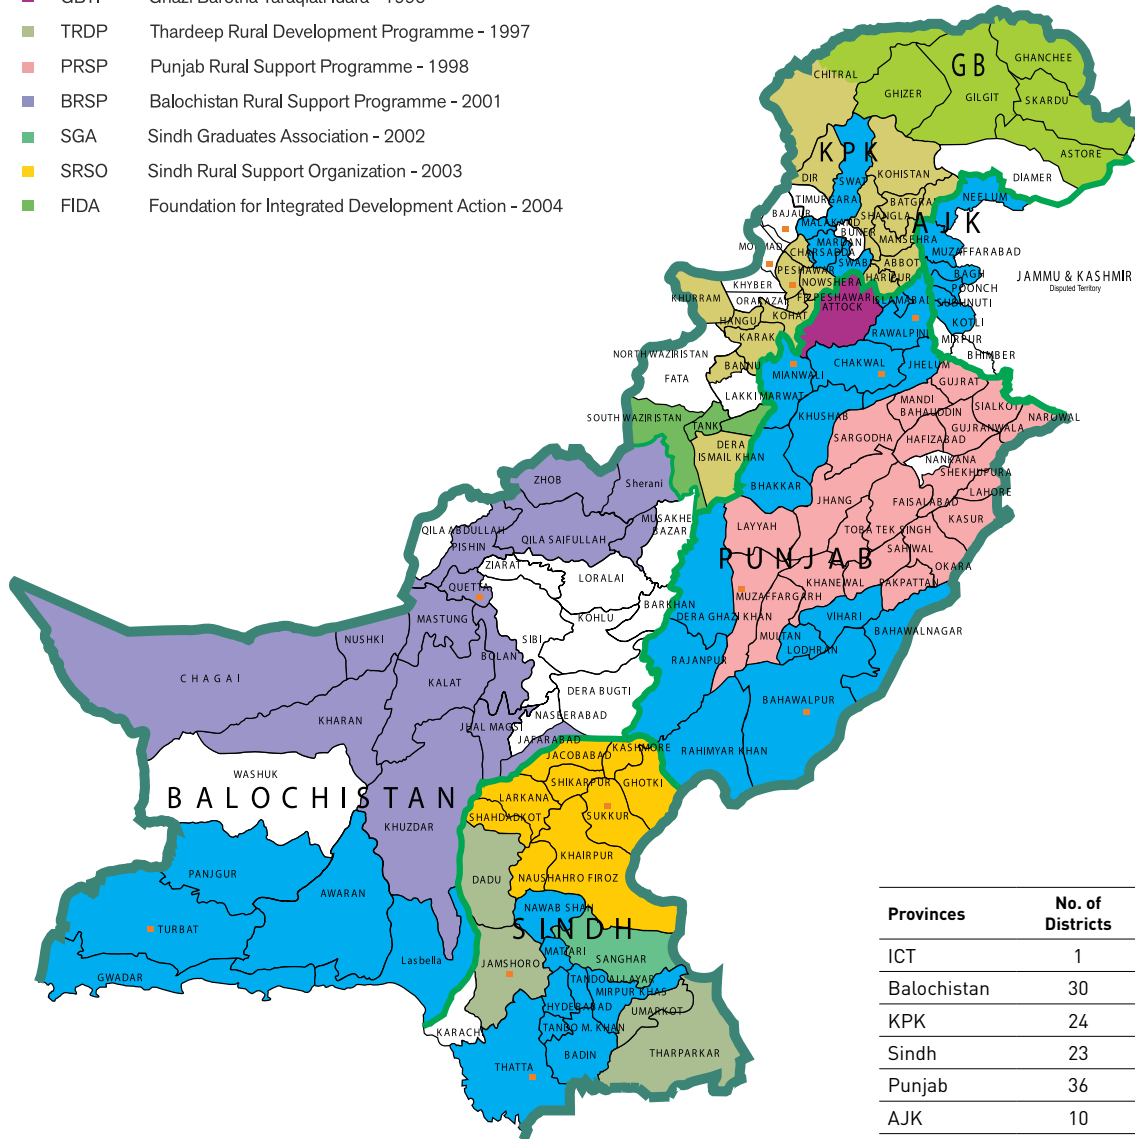 TRDP Thardeep Rural Development Programme - 1997
PRSP Punjab Rural Support Programme - 1998
BRSP Balochistan Rural Support Programme - 2001
SGA Sindh Graduates Association - 2002
SRSO Sindh Rural Support Organization - 2003
FIDA Foundation for Integrated Development Action - 2004
GB
GHANCHEE
CHITRAL
GHIZER
GILGIT
SKARDU
ASTORE
DIAMER
KPK
DIR
SWAT
KOHISTAN
NEELUM
TIMURGARA
BAJAUR
MALAKAND
SHANGLA
BUNER
AJK
MARDAN
MANSEHRA
CHARSADDA
MUZAFFARABAD
SWABI
ABBOT
PESHAWAR
HARIPUR
BAGH
JAMMU & KASHMIR
Disputed Territory
POONCH
NOWSHERA
KHYBER
KHURRAM
ORAKAZAI
F.R.PESHAWAR
ISLAMABAD
SUDHNUTI
ATTOCK
KOHAT
HANGU
KOTLI
RAWALPINDI
KARAK
MIRPUR
NORTH WAZIRISTAN
BHIMBER
BANNU
CHAKWAL
JHELUM
MIANWALI
FATA
GUJRAT
LAKKI MARWAT
MANDI
BAHAUDDIN
SIALKOT
NAROWAL
SOUTH WAZIRISTAN
KHUSHAB
TANK
GUJRANWALA
SARGODHA
HAFIZABAD
DERA
ISMAIL KHAN
NANKANA
SHEKHUPURA
ZHOB
Sherani
BHAKKAR
LAHORE
JHANG
FAISALABAD
MUSAKHE
BAZAR
LAYYAH
KASUR
QILA ABDULLAH
TOBA TEK SINGH
QILA SAIFULLAH
PISHIN
SAHIWAL
PUNJAB
ZIARAT
OKARA
LORALAI
KHANEWAL
PAKPATTAN
QUETTA
MUZAFFARGARH
BARKHAN
MASTUNG
KOHLU
DERA GHAZI KHAN
VIHARI
BAHAWALNAGAR
NUSHKI
SIBI
MULTAN
LODHRAN
BOLAN
RAJANPUR
CHAGAI
KALAT
DERA BUGTI
BAHAWALPUR
KHARAN
NASEERABAD
JHAL MAGSI
JAFARABAD
KASHMORE
RAHIMYAR KHAN
JACOBABAD
WASHUK
SHIKARPUR
GHOTKI
BALOCHISTAN
LARKANA
SHAHDADKOT
SUKKUR
KHUZDAR
KHAIRPUR
PANJGUR
DADU
NAUSHAHRO FIROZ
AWARAN
NAWAB SHAH
TURBAT
SINDH
MATIARI
Lasbella
JAMSHORO
SANGHAR
GWADAR
TANDO ALLAYAR
MIRPUR KHAS
HYDERABAD
UMARKOT
KARACHI
TANDO M. KHAN
BADIN
THARPARKAR
THATTA
Provinces No. of Districts
ICT 1
Balochistan 30
KPK 24
Sindh 23
Punjab 36
AJK 10